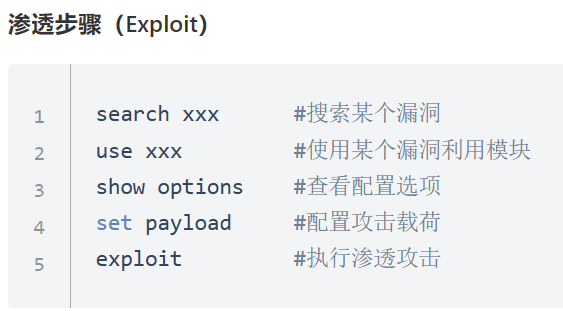 渗透步骤（Exploit）
1 search xxx #搜索某个漏洞
2 use xxx #使用某个漏洞利用模块
3 show options #查看配置选项
4 set payload #配置攻击载荷
5 exploit #执行渗透攻击